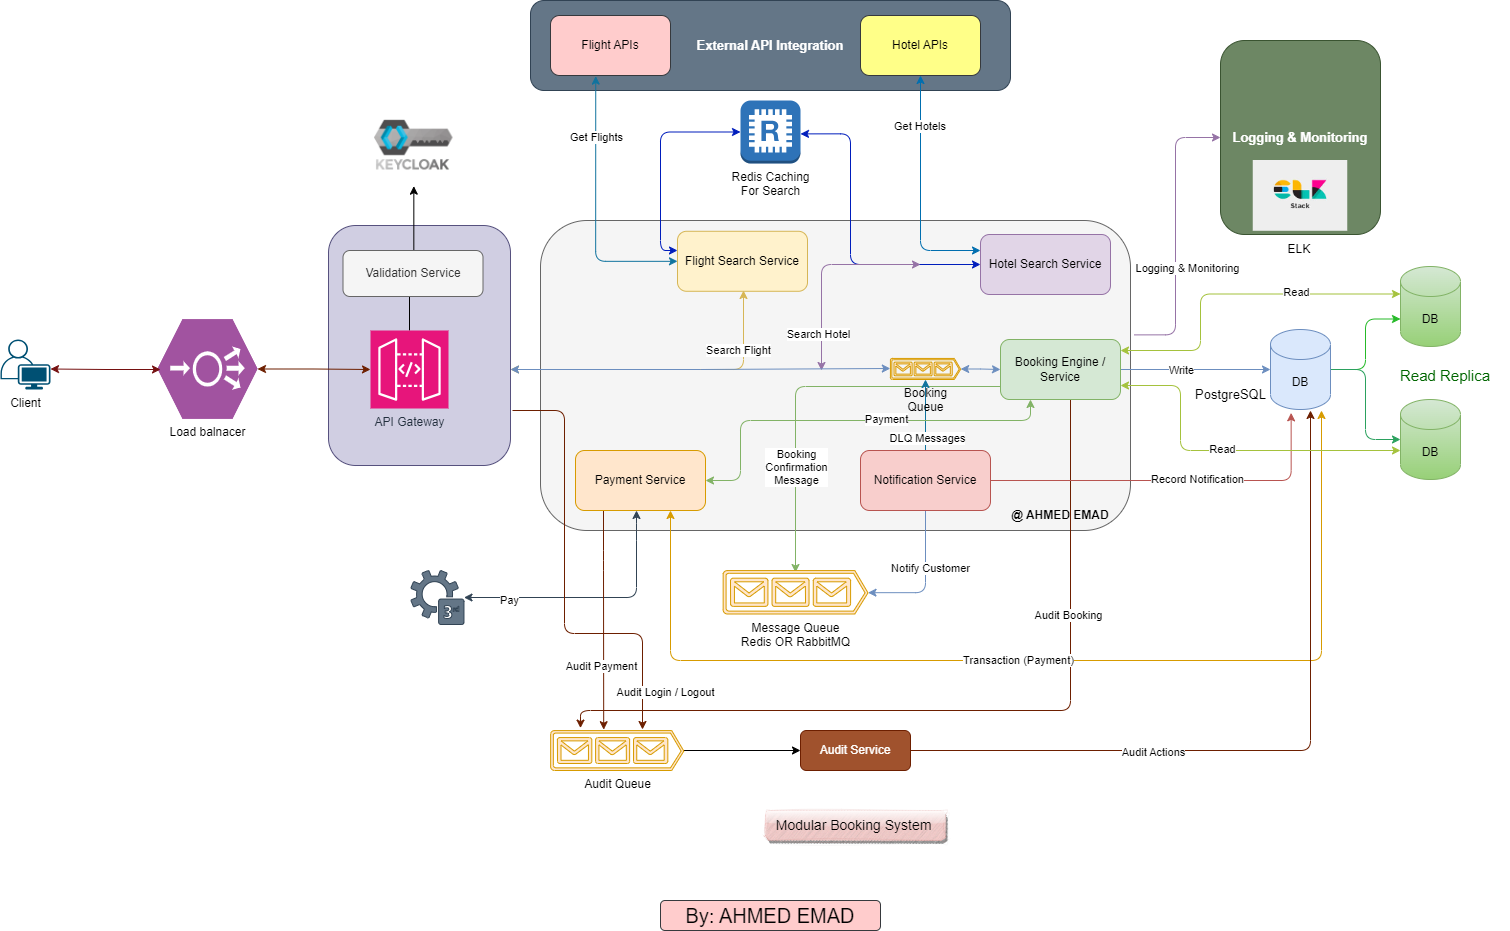 Flight APIs
External API Integration
Hotel APIs
Get Flights
Get Hotels
R
Redis Caching
For Search
KEYCLOAK
Logging & Monitoring
Stack
ELK
Validation Service
Flight Search Service
Hotel Search Service
Logging & Monitoring
Read
DB
Search Hotel
Search Flight
Booking Engine /
Service
Write
DB
PostgreSQL
Read Replica
Client
Load balnacer
</>
API Gateway
Booking
Queue
Payment
DLQ Messages
Booking
Confirmation
Message
Read
DB
Payment Service
Notification Service
Record Notification
@ AHMED EMAD
Notify Customer
Pay
3rd
Message Queue
Redis OR RabbitMQ
Audit Booking
Audit Payment
Transaction (Payment)
Audit Login / Logout
Audit Service
Audit Actions
Audit Queue
Modular Booking System
By: AHMED EMAD